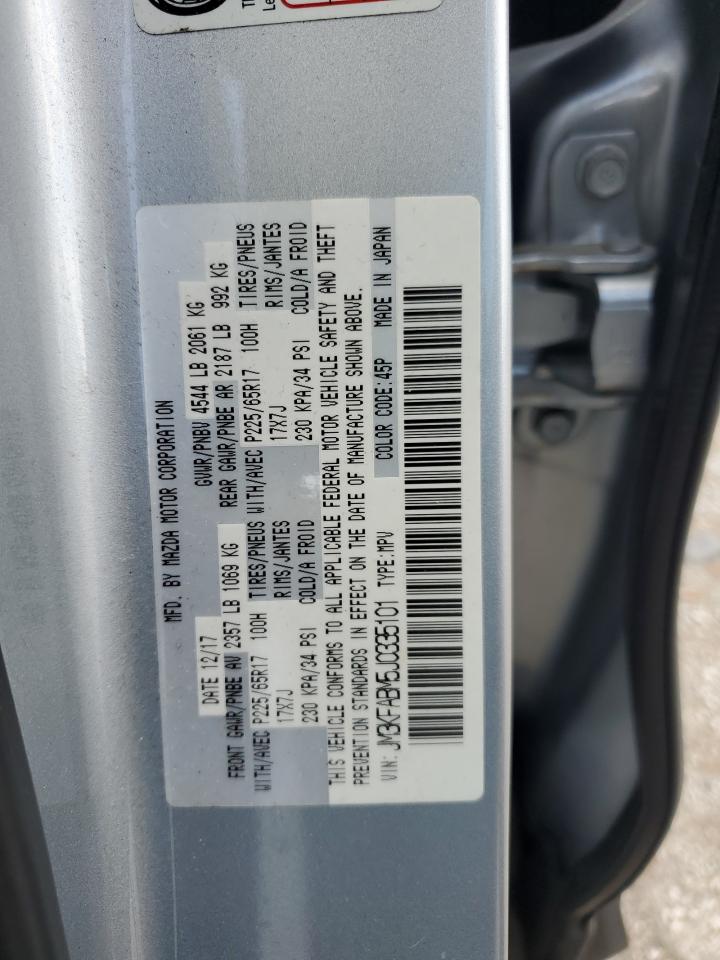 MFD. BY MAZDA MOTOR CORPORATION
DATE 12/17 GVWR/PNBV 4544 LB 2061 KG
FRONT GAWR/PNBE AV 2357 LB 1069 KG REAR GAWR/PNBE AR 2187 LB 992 KG
WITH/AVEC P225/65R17 100H TIRES/PNEUS WITH/AVEC P225/65R17 100H TIRES/PNEUS
17X7J RIMS/JANTES 17X7J RIMS/JANTES
230 KPA/34 PSI COLD/A FROID 230 KPA/34 PSI COLD/A FROID
THIS VEHICLE CONFORMS TO ALL APPLICABLE FEDERAL MOTOR VEHICLE SAFETY AND THEFT
PREVENTION STANDARDS IN EFFECT ON THE DATE OF MANUFACTURE SHOWN ABOVE.
VIN: JM3KFABM5J0335101 TYPE:MPV COLOR CODE:45P MADE IN JAPAN